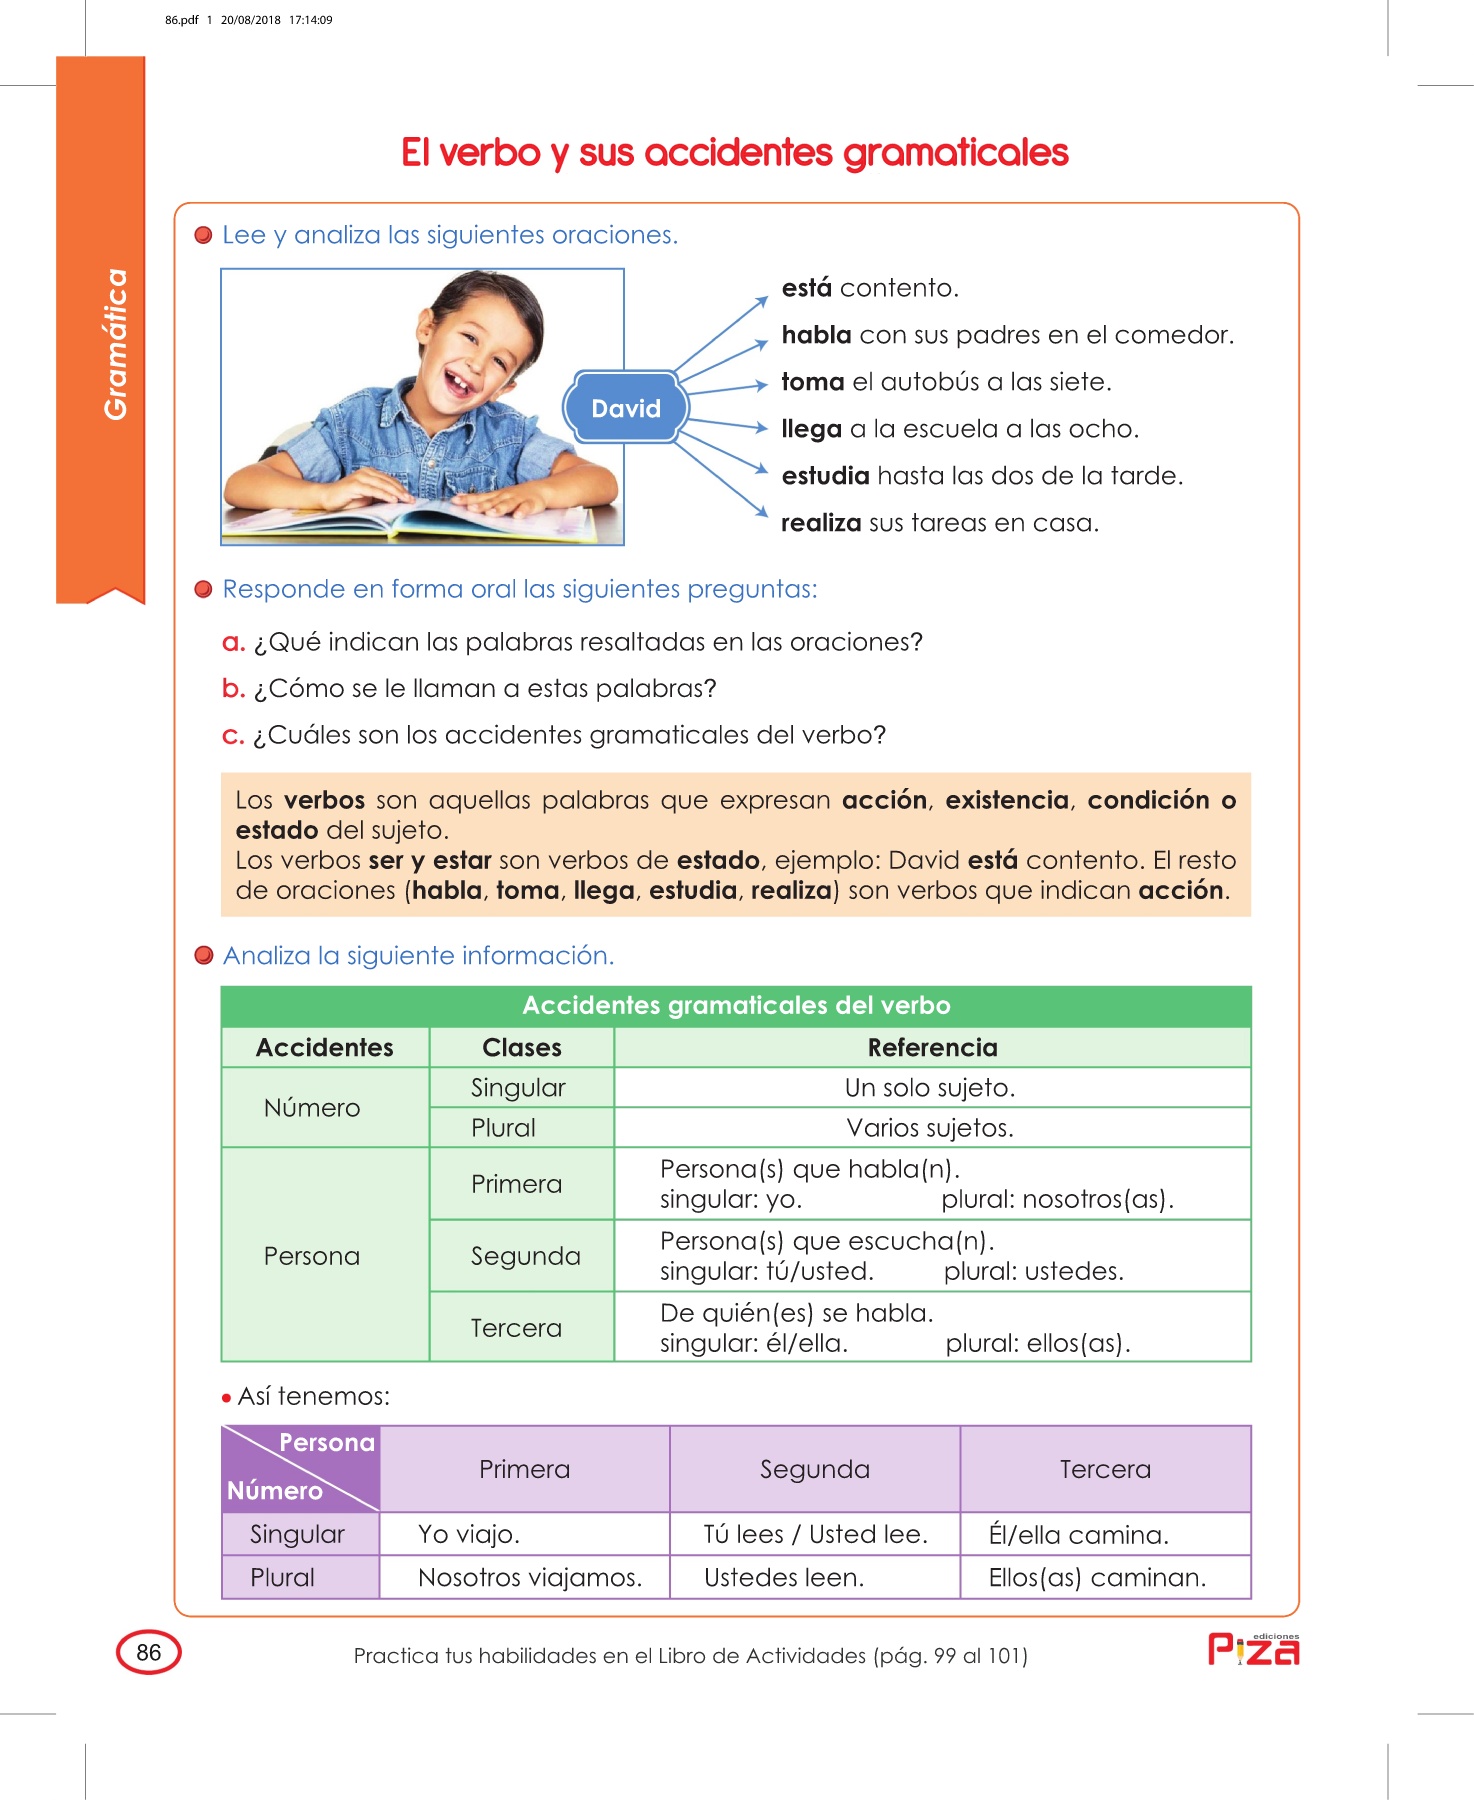 86.pdf 1 20/08/2018 17:14:09
Gramática
El verbo y sus accidentes gramaticales
Lee y analiza las siguientes oraciones.
David
está contento.
habla con sus padres en el comedor.
toma el autobús a las siete.
llega a la escuela a las ocho.
estudia hasta las dos de la tarde.
realiza sus tareas en casa.
Responde en forma oral las siguientes preguntas:
a. ¿Qué indican las palabras resaltadas en las oraciones?
b. ¿Cómo se le llaman a estas palabras?
c. ¿Cuáles son los accidentes gramaticales del verbo?
Los verbos son aquellas palabras que expresan acción, existencia, condición o
estado del sujeto.
Los verbos ser y estar son verbos de estado, ejemplo: David está contento. El resto
de oraciones (habla, toma, llega, estudia, realiza) son verbos que indican acción.
Analiza la siguiente información.
Accidentes gramaticales del verbo
Accidentes Clases Referencia
Número
Singular Un solo sujeto.
Plural Varios sujetos.
Persona
Primera
Persona(s) que habla(n).
singular: yo. plural: nosotros(as).
Segunda
Persona(s) que escucha(n).
singular: tú/usted. plural: ustedes.
Tercera
De quién(es) se habla.
singular: él/ella. plural: ellos(as).
• Así tenemos:
Persona
Número
Primera Segunda Tercera
Singular Yo viajo. Tú lees / Usted lee. Él/ella camina.
Plural Nosotros viajamos. Ustedes leen. Ellos(as) caminan.
86
Practica tus habilidades en el Libro de Actividades (pág. 99 al 101)
ediciones
Piza